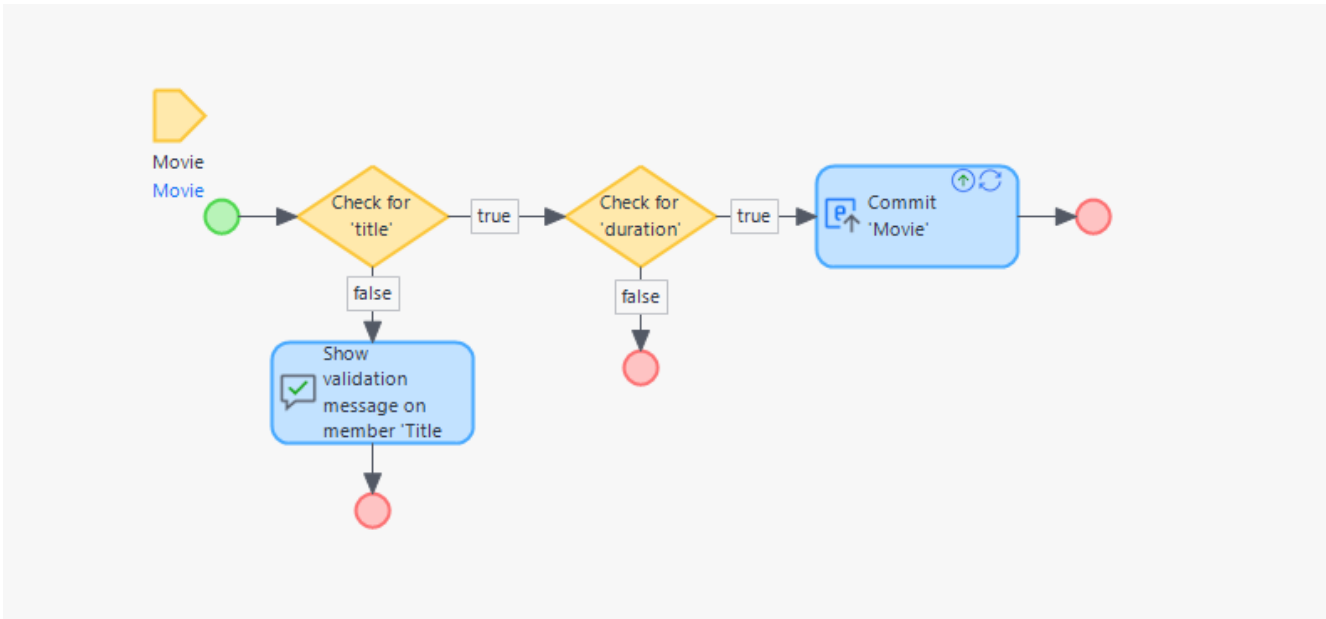 Movie
Movie
Check for
'title'
true
Check for
'duration'
true
Commit
'Movie'
false
false
Show
validation
message on
member 'Title